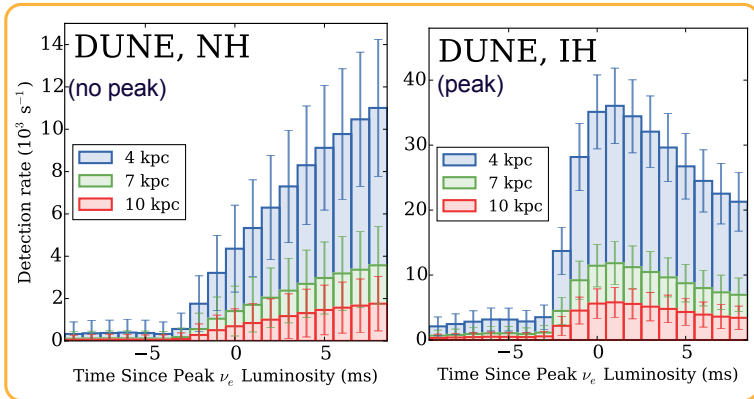 DUNE, NH
(no peak)
Detection rate (10³ s⁻¹)
14
12
10
8
6
4
2
0
4 kpc
7 kpc
10 kpc
−5
0
5
Time Since Peak νₑ Luminosity (ms)
DUNE, IH
(peak)
40
30
20
10
0
4 kpc
7 kpc
10 kpc
−5
0
5
Time Since Peak νₑ Luminosity (ms)